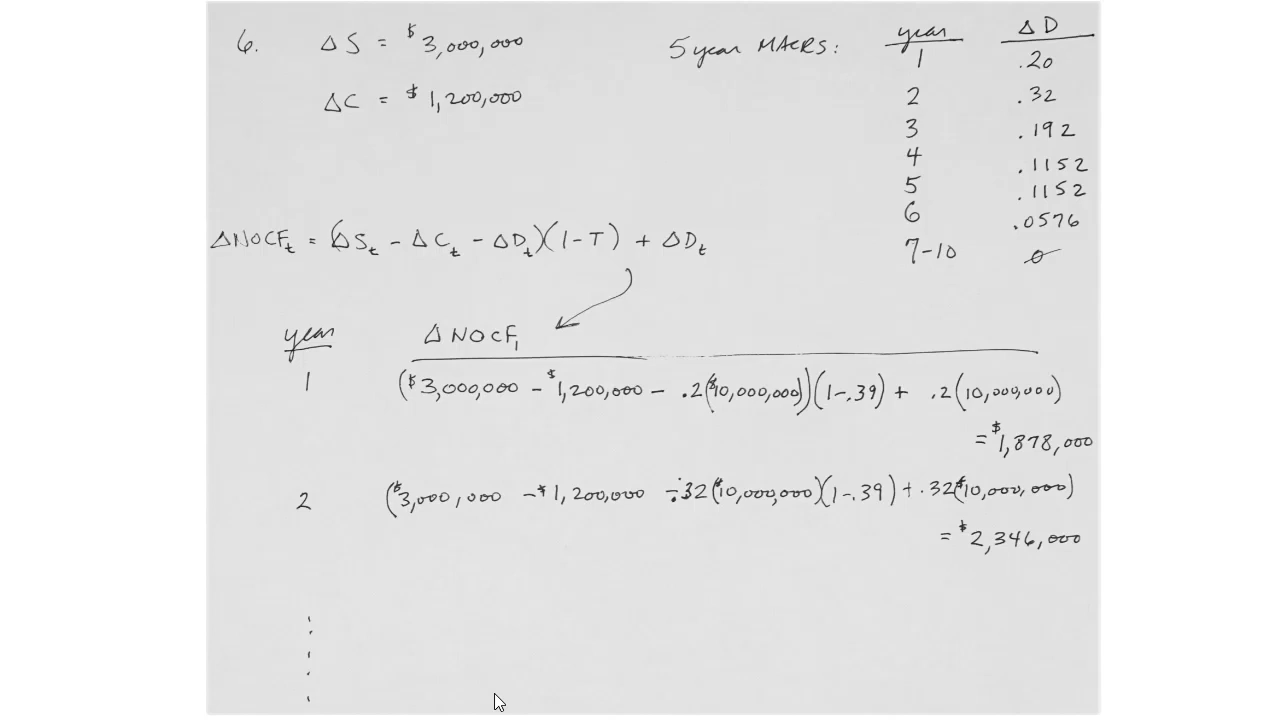 6. ΔS = $3,000,000
ΔC = $1,200,000
5 year MACRS:
year ΔD
1 .20
2 .32
3 .192
4 .1152
5 .1152
6 .0576
7-10 0
ΔNOCFt = (ΔSt - ΔCt - ΔDt)(1-T) + ΔDt
year ΔNOCF1
1 ($3,000,000 - $1,200,000 - .2($10,000,000))(1-.39) + .2(10,000,000)
= $1,878,000
2 ($3,000,000 - $1,200,000 - .32($10,000,000)(1-.39) + .32($10,000,000)
= $2,346,000